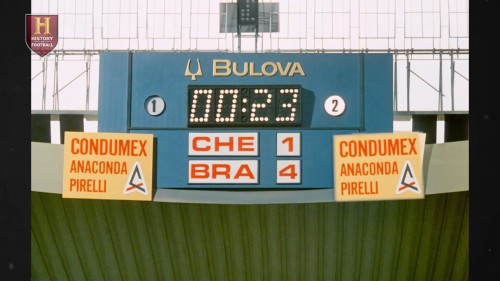 H
HISTORY
FOOTBALL
BULOVA
1
00:23
2
CHE 1
BRA 4
CONDUMEX
ANACONDA
PIRELLI
CONDUMEX
ANACONDA
PIRELLI